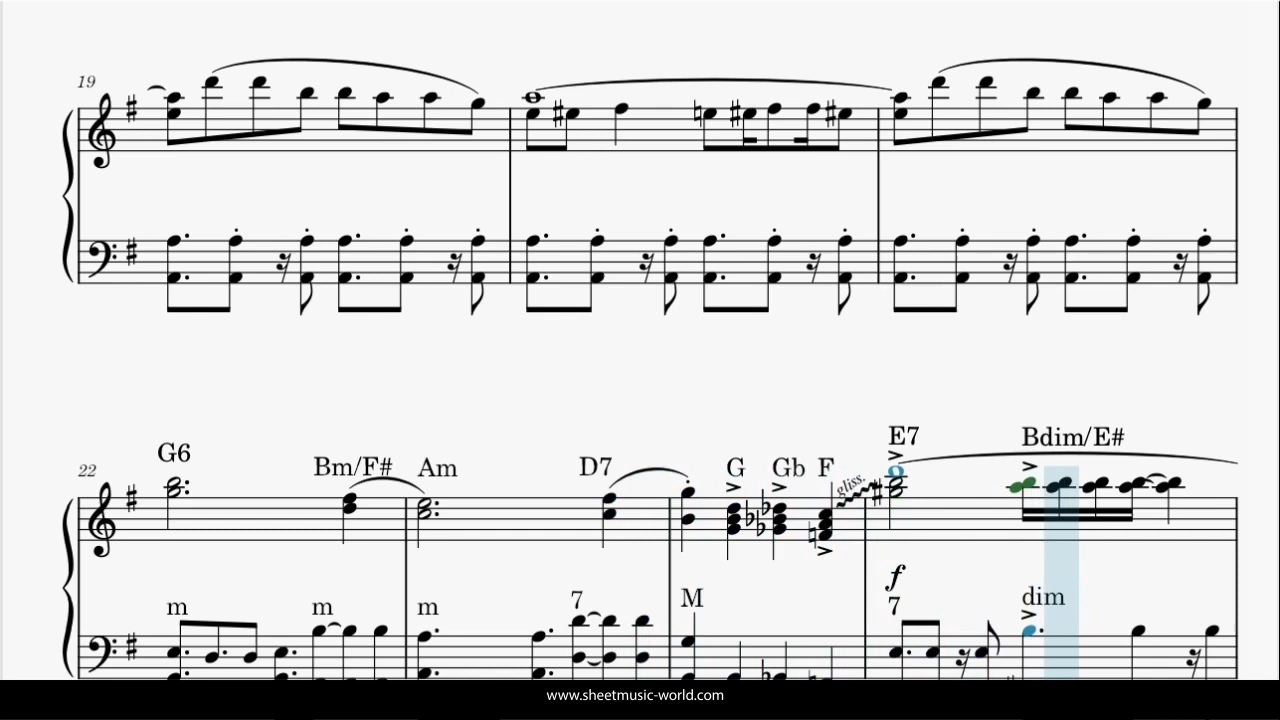 19
G6
Bm/F#
Am
D7
G
Gb
F
gliss.
E7
Bdim/E#
22
f
m
m
m
7
M
7
dim
www.sheetmusic-world.com